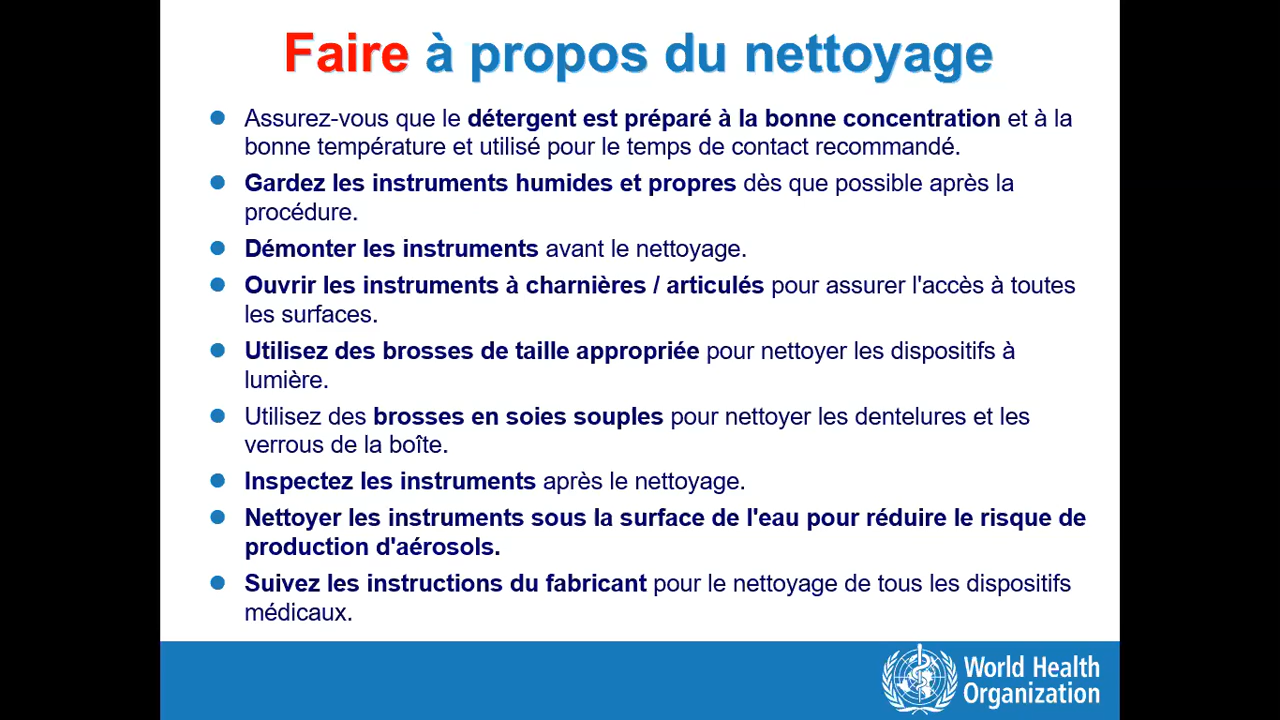 Faire à propos du nettoyage
Assurez-vous que le détergent est préparé à la bonne concentration et à la
bonne température et utilisé pour le temps de contact recommandé.
Gardez les instruments humides et propres dès que possible après la
procédure.
Démonter les instruments avant le nettoyage.
Ouvrir les instruments à charnières / articulés pour assurer l'accès à toutes
les surfaces.
Utilisez des brosses de taille appropriée pour nettoyer les dispositifs à
lumière.
Utilisez des brosses en soies souples pour nettoyer les dentelures et les
verrous de la boîte.
Inspectez les instruments après le nettoyage.
Nettoyer les instruments sous la surface de l'eau pour réduire le risque de
production d'aérosols.
Suivez les instructions du fabricant pour le nettoyage de tous les dispositifs
médicaux.
World Health
Organization